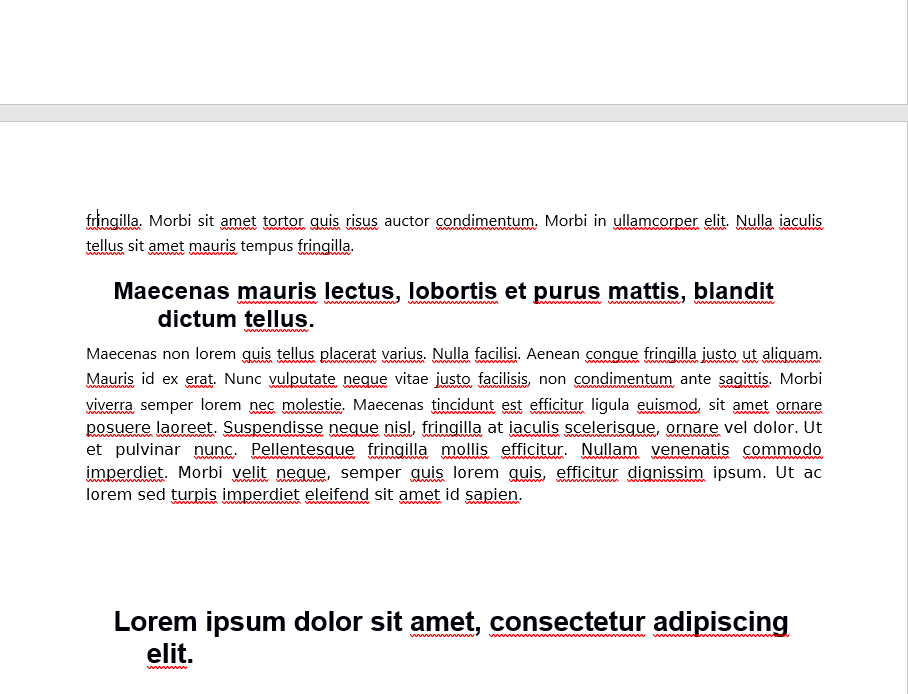 fringilla. Morbi sit amet tortor quis risus auctor condimentum. Morbi in ullamcorper elit. Nulla iaculis
tellus sit amet mauris tempus fringilla.
Maecenas mauris lectus, lobortis et purus mattis, blandit
dictum tellus.
Maecenas non lorem quis tellus placerat varius. Nulla facilisi. Aenean congue fringilla justo ut aliquam.
Mauris id ex erat. Nunc vulputate neque vitae justo facilisis, non condimentum ante sagittis. Morbi
viverra semper lorem nec molestie. Maecenas tincidunt est efficitur ligula euismod, sit amet ornare
posuere laoreet. Suspendisse neque nisl, fringilla at iaculis scelerisque, ornare vel dolor. Ut
et pulvinar nunc. Pellentesque fringilla mollis efficitur. Nullam venenatis commodo
imperdiet. Morbi velit neque, semper quis lorem quis, efficitur dignissim ipsum. Ut ac
lorem sed turpis imperdiet eleifend sit amet id sapien.
Lorem ipsum dolor sit amet, consectetur adipiscing
elit.